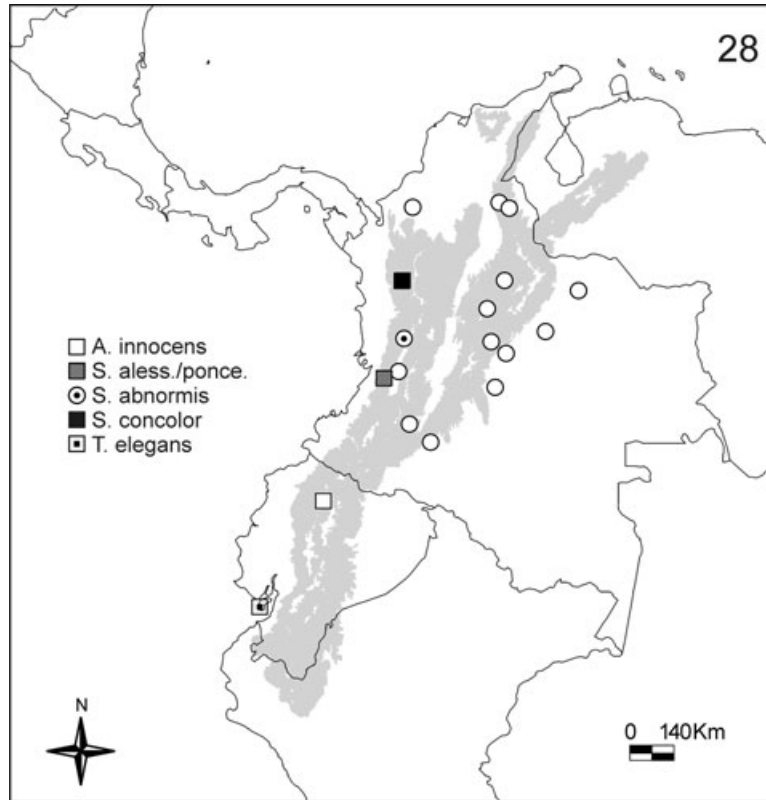 28
A. innocens
S. aless./ponce.
S. abnormis
S. concolor
T. elegans
N
0 140Km